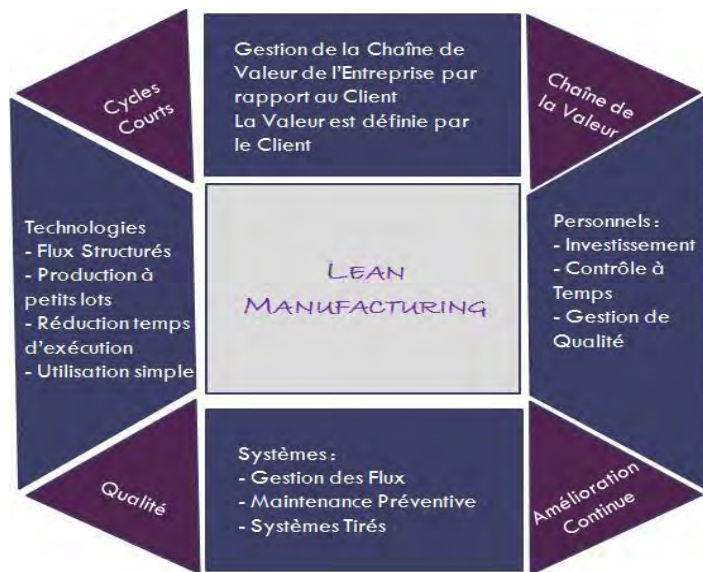 Cycles
Courts
Gestion de la Chaîne de
Valeur de l'Entreprise par
rapport au Client
La Valeur est définie par
le Client
Chaîne de
la Valeur
Technologies
- Flux Structurés
- Production à
petits lots
- Réduction temps
d'exécution
- Utilisation simple
LEAN
MANUFACTURING
Personnels :
- Investissement
- Contrôle à
Temps
- Gestion de
Qualité
Qualité
Systèmes :
- Gestion des Flux
- Maintenance Préventive
- Systèmes Tirés
Amélioration
Continue